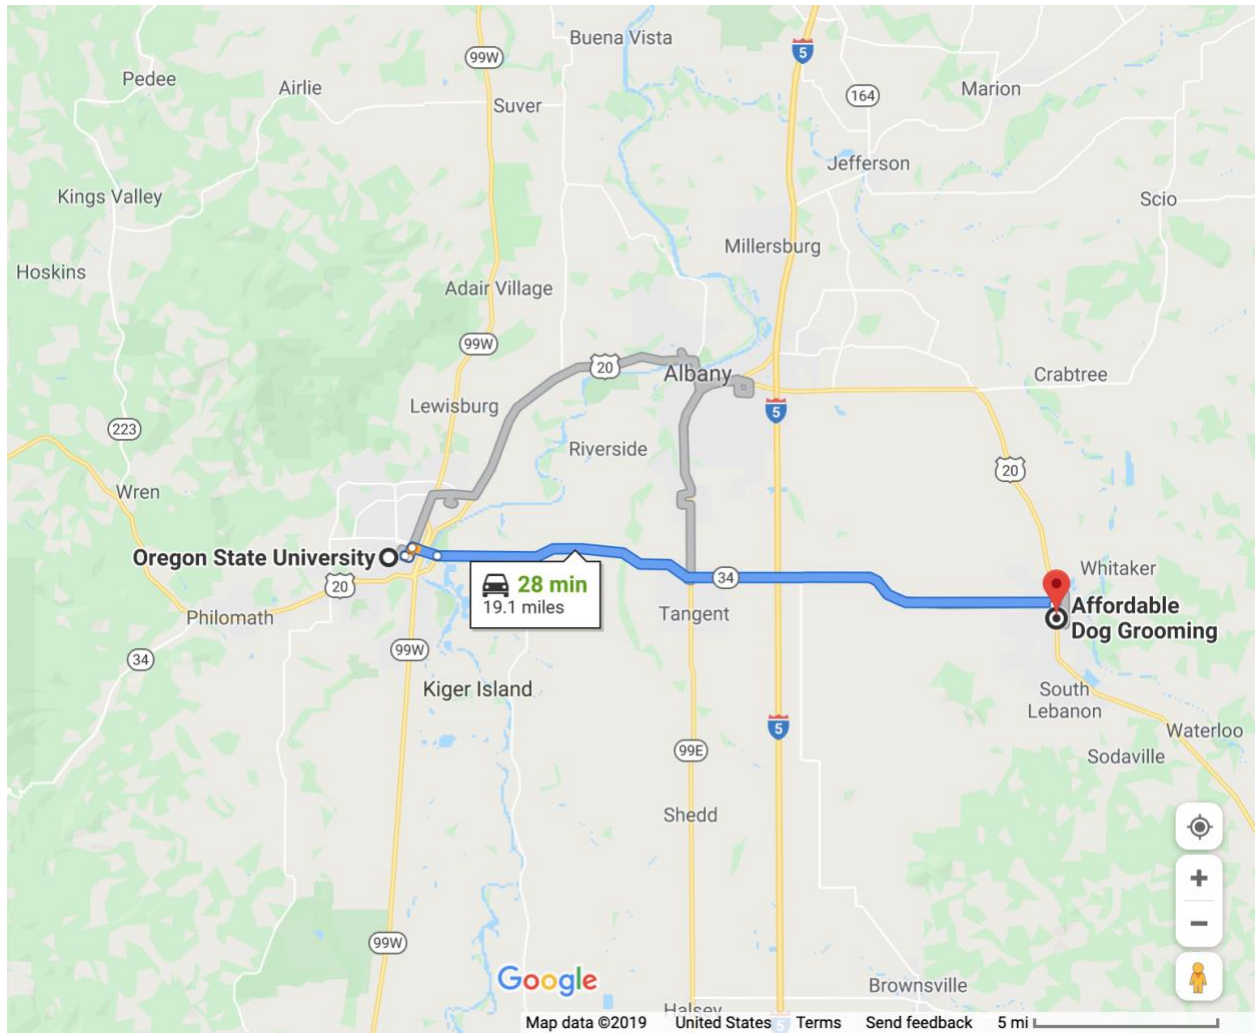 Buena Vista
5
99W
Pedee
Airlie
Suver
164
Marion
Jefferson
Kings Valley
Scio
Millersburg
Hoskins
Adair Village
99W
20
Albany
Crabtree
Lewisburg
5
223
Riverside
20
Wren
Oregon State University
28 min
19.1 miles
34
Whitaker
20
Philomath
Tangent
Affordable
Dog Grooming
34
99W
Kiger Island
South
Lebanon
5
Waterloo
99E
Sodaville
Shedd
99W
Google
Brownsville
Halsey
5
Map data ©2019 United States Terms Send feedback 5 mi